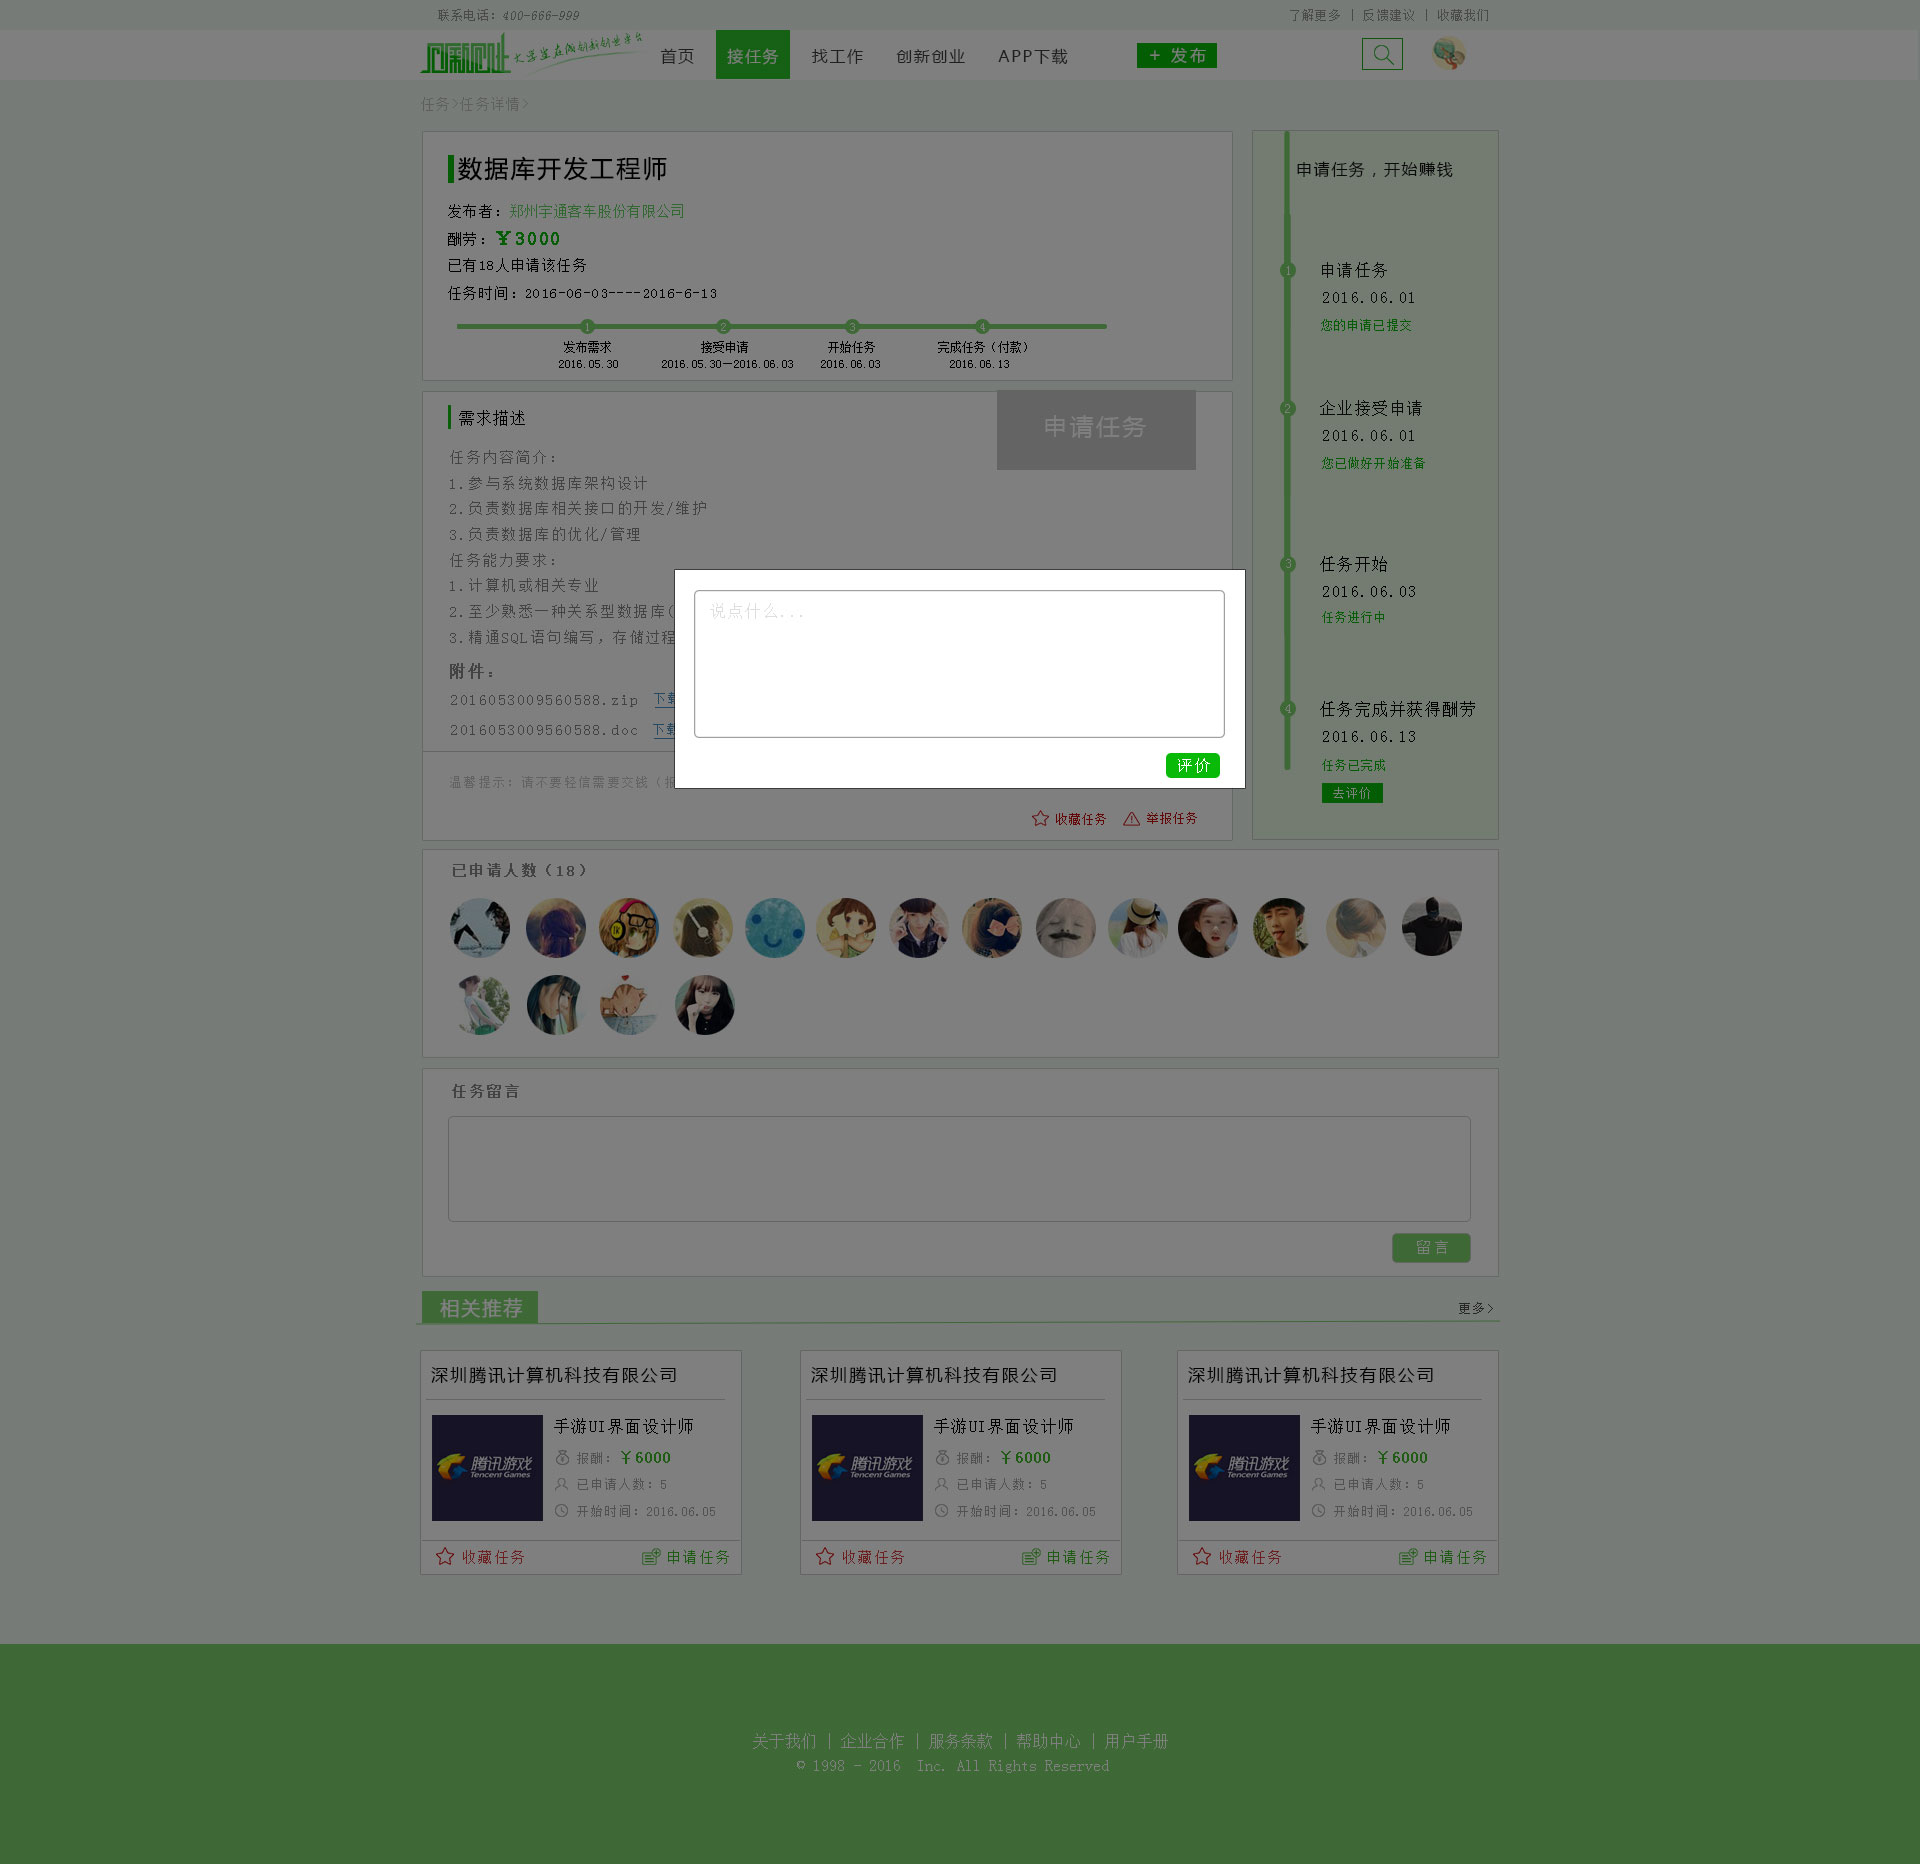 联系电话：400-666-999
了解更多 | 反馈建议 | 收藏我们
大学生在线创新创业平台
首页 接任务 找工作 创新创业 APP下载 + 发布
任务>任务详情>
数据库开发工程师
发布者：郑州宇通客车股份有限公司
酬劳：￥3000
已有18人申请该任务
任务时间：2016-06-03----2016-6-13
1 2 3 4
发布需求 接受申请 开始任务 完成任务（付款）
2016.05.30 2016.05.30—2016.06.03 2016.06.03 2016.06.13
申请任务，开始赚钱
1 申请任务
2016.06.01
您的申请已提交
2 企业接受申请
2016.06.01
您已做好开始准备
3 任务开始
2016.06.03
任务进行中
4 任务完成并获得酬劳
2016.06.13
任务已完成
去评价
需求描述
申请任务
任务内容简介：
1.参与系统数据库架构设计
2.负责数据库相关接口的开发/维护
3.负责数据库的优化/管理
任务能力要求：
1.计算机或相关专业
2.至少熟悉一种关系型数据库(
3.精通SQL语句编写，存储过程
附件：
2016053009560588.zip 下载
2016053009560588.doc 下载
温馨提示：请不要轻信需要交钱（报
收藏任务 举报任务
说点什么...
评价
已申请人数（18）
任务留言
留言
相关推荐
更多>
深圳腾讯计算机科技有限公司
腾讯游戏
Tencent Games
手游UI界面设计师
报酬：￥6000
已申请人数：5
开始时间：2016.06.05
收藏任务 申请任务
深圳腾讯计算机科技有限公司
腾讯游戏
Tencent Games
手游UI界面设计师
报酬：￥6000
已申请人数：5
开始时间：2016.06.05
收藏任务 申请任务
深圳腾讯计算机科技有限公司
腾讯游戏
Tencent Games
手游UI界面设计师
报酬：￥6000
已申请人数：5
开始时间：2016.06.05
收藏任务 申请任务
关于我们 | 企业合作 | 服务条款 | 帮助中心 | 用户手册
© 1998 - 2016 Inc. All Rights Reserved